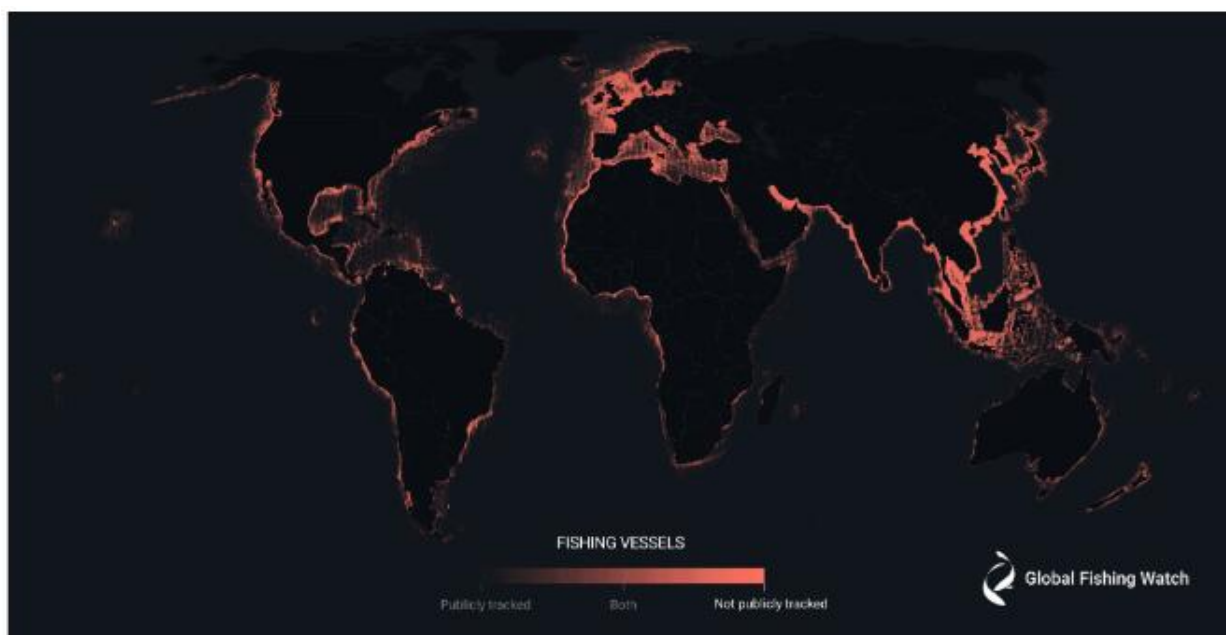 FISHING VESSELS
Publicly tracked
Both
Not publicly tracked
Global Fishing Watch